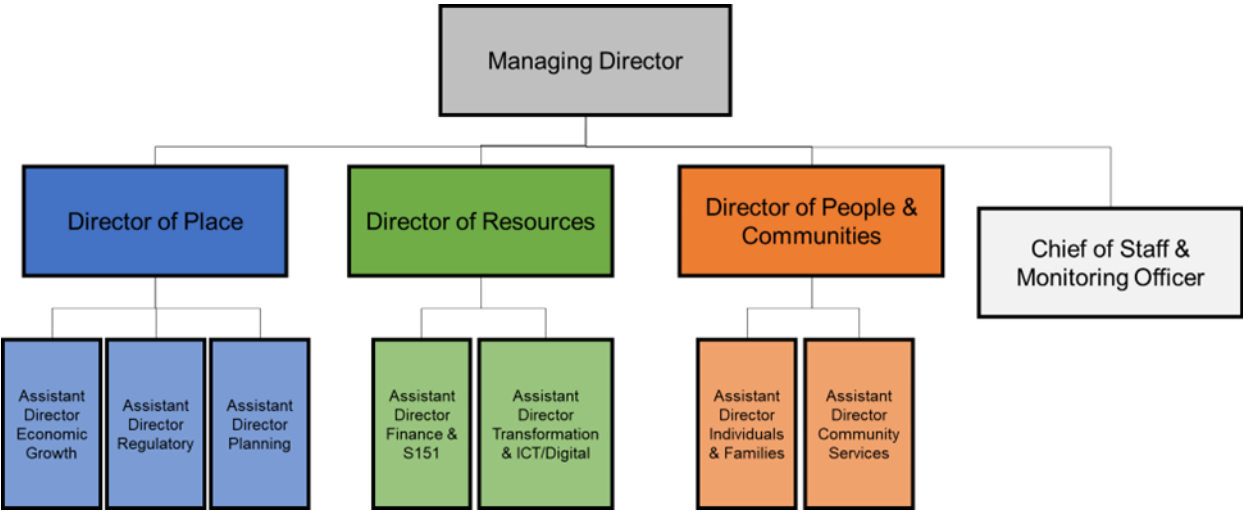 Managing Director
Director of Place
Director of Resources
Director of People &
Communities
Chief of Staff &
Monitoring Officer
Assistant
Director
Economic
Growth
Assistant
Director
Regulatory
Assistant
Director
Planning
Assistant
Director
Finance &
S151
Assistant
Director
Transformation
& ICT/Digital
Assistant
Director
Individuals
& Families
Assistant
Director
Community
Services